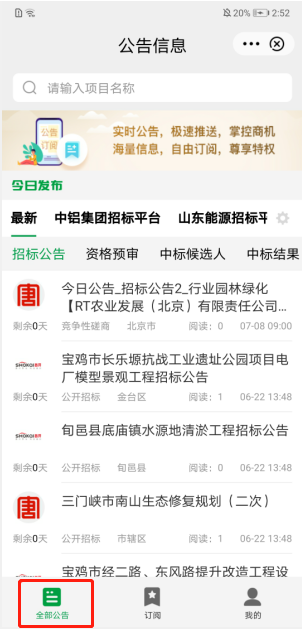 20% 2:52
公告信息
请输入项目名称
公告
订阅
实时公告，极速推送，掌控商机
海量信息，自由订阅，尊享特权
今日发布
最新 中铝集团招标平台 山东能源招标平
招标公告 资格预审 中标候选人 中标结果
唐
今日公告_招标公告2_行业园林绿化
【RT农业发展（北京）有限责任公司...
剩余0天 竞争性磋商 北京市 阅读：0 07-08 09:00
宝鸡市长乐塬抗战工业遗址公园项目电
厂模型景观工程招标公告
剩余0天 公开招标 金台区 阅读：1 06-22 13:48
旬邑县底庙镇水源地清淤工程招标公告
剩余0天 公开招标 旬邑县 阅读：0 06-22 13:48
唐
三门峡市南山生态修复规划（二次）
剩余0天 公开招标 市辖区 阅读：1 06-22 13:48
宝鸡市经二路、东风路提升改造工程设
全部公告 订阅 我的